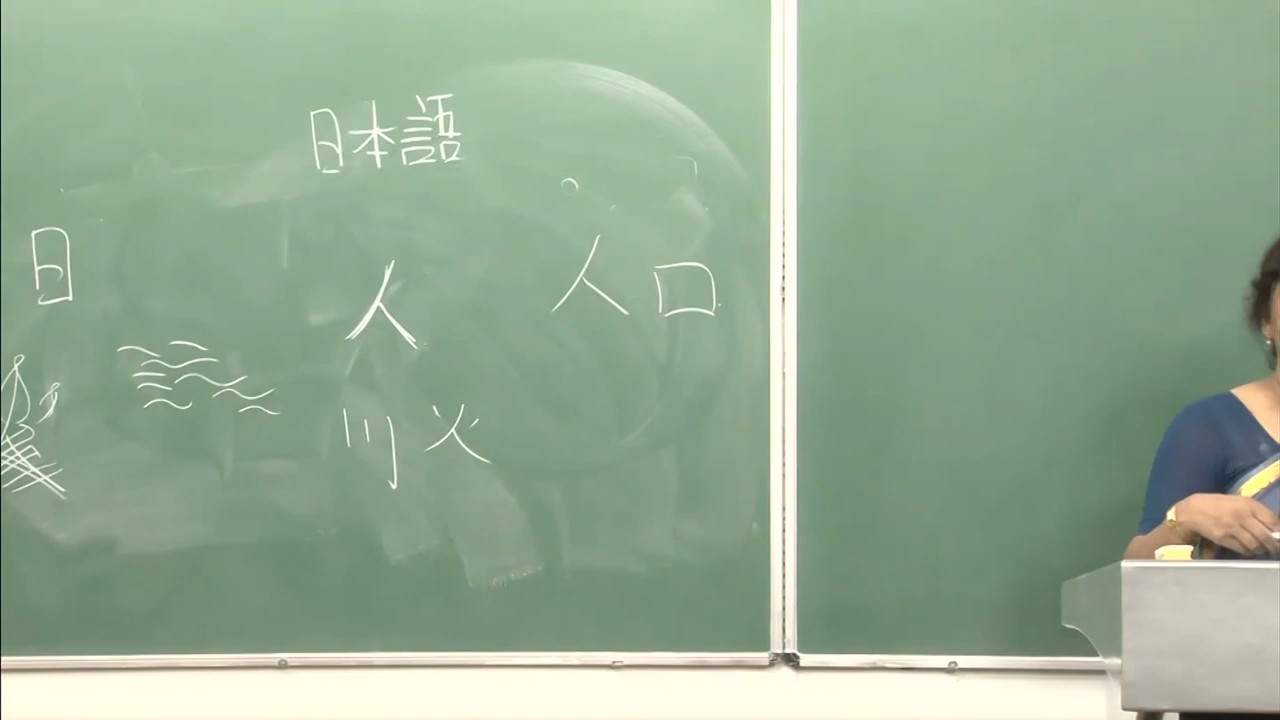 日本語
日 人 人口
川 火